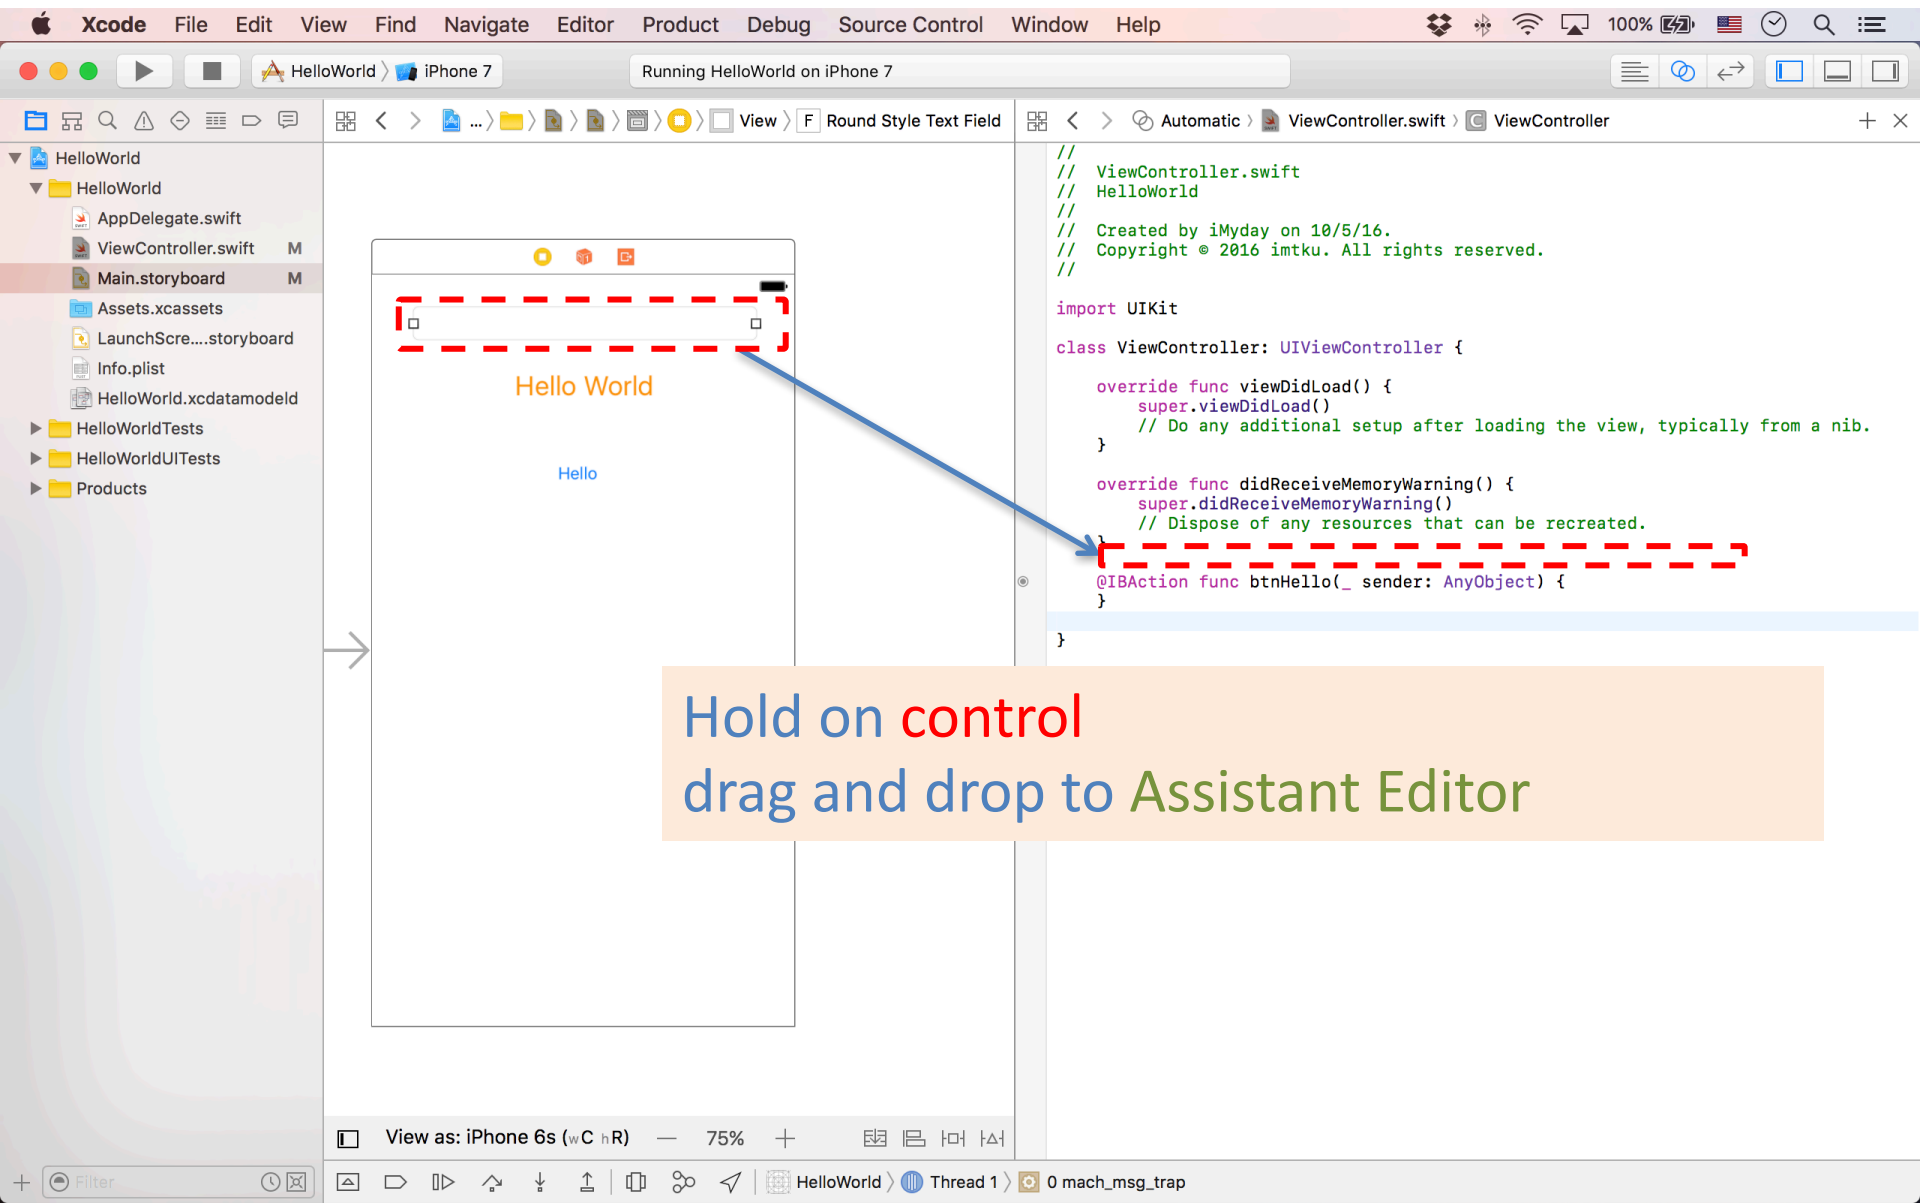 Xcode File Edit View Find Navigate Editor Product Debug Source Control Window Help 100%
HelloWorld iPhone 7 Running HelloWorld on iPhone 7
... View F Round Style Text Field
Automatic ViewController.swift C ViewController
HelloWorld
HelloWorld
AppDelegate.swift
ViewController.swift M
Main.storyboard M
Assets.xcassets
LaunchScre....storyboard
Info.plist
HelloWorld.xcdatamodeld
HelloWorldTests
HelloWorldUITests
Products
Hello World
Hello
//
// ViewController.swift
// HelloWorld
//
// Created by iMyday on 10/5/16.
// Copyright © 2016 imtku. All rights reserved.
//
import UIKit
class ViewController: UIViewController {
override func viewDidLoad() {
super.viewDidLoad()
// Do any additional setup after loading the view, typically from a nib.
}
override func didReceiveMemoryWarning() {
super.didReceiveMemoryWarning()
// Dispose of any resources that can be recreated.
}
@IBAction func btnHello(_ sender: AnyObject) {
}
}
Hold on control
drag and drop to Assistant Editor
View as: iPhone 6s (wC hR) — 75% +
Filter
HelloWorld Thread 1 0 mach_msg_trap